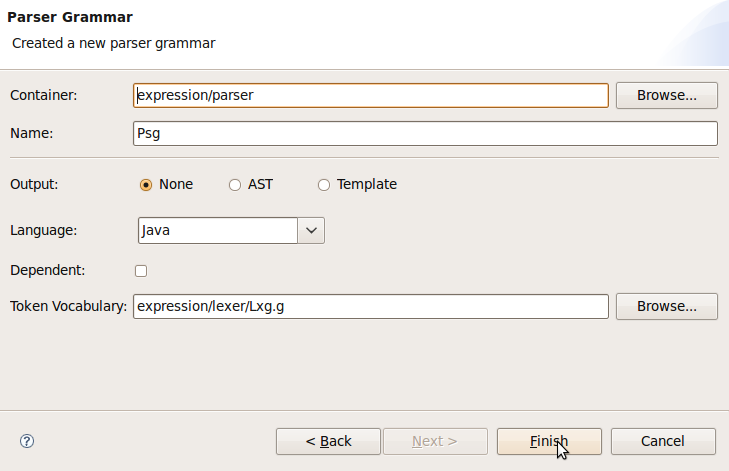 Parser Grammar
Created a new parser grammar
Container: expression/parser Browse...
Name: Psg
Output: None AST Template
Language: Java
Dependent:
Token Vocabulary: expression/lexer/Lxg.g Browse...
? < Back Next > Finish Cancel